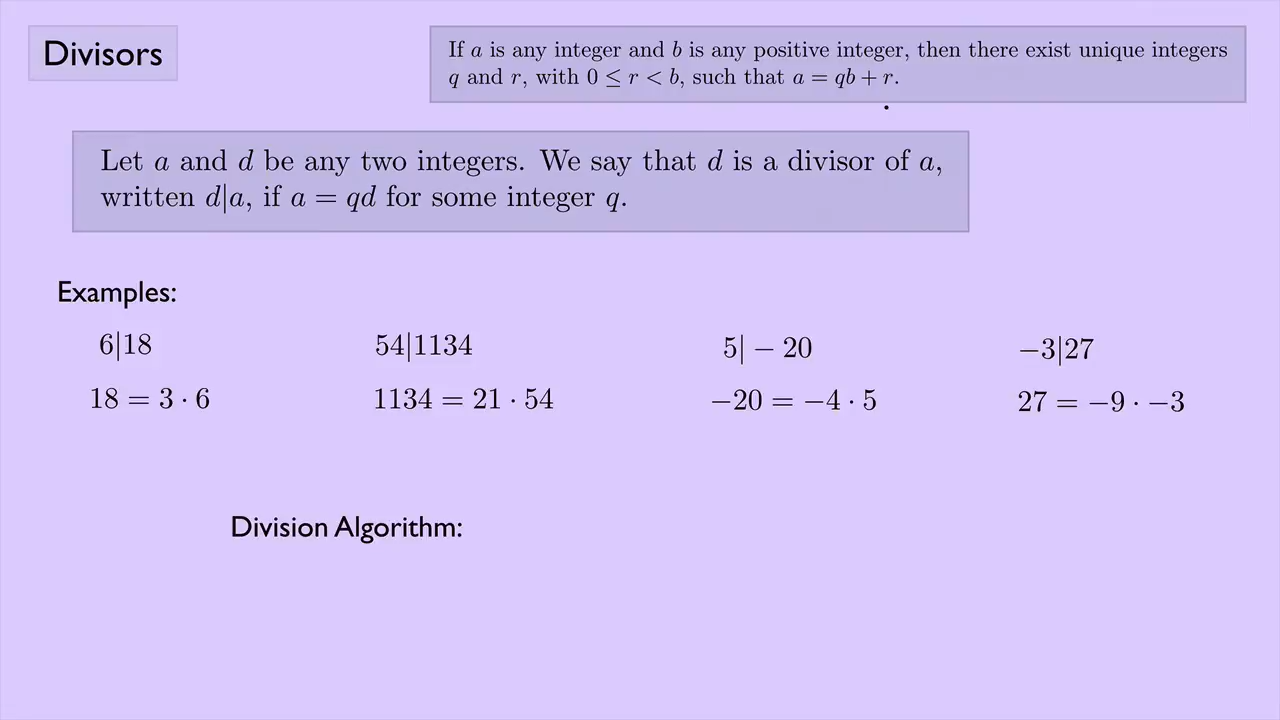 Divisors
If a is any integer and b is any positive integer, then there exist unique integers
q and r, with 0 ≤ r < b, such that a = qb + r.
Let a and d be any two integers. We say that d is a divisor of a,
written d|a, if a = qd for some integer q.
Examples:
6|18 54|1134 5| − 20 −3|27
18 = 3 · 6 1134 = 21 · 54 −20 = −4 · 5 27 = −9 · −3
Division Algorithm: